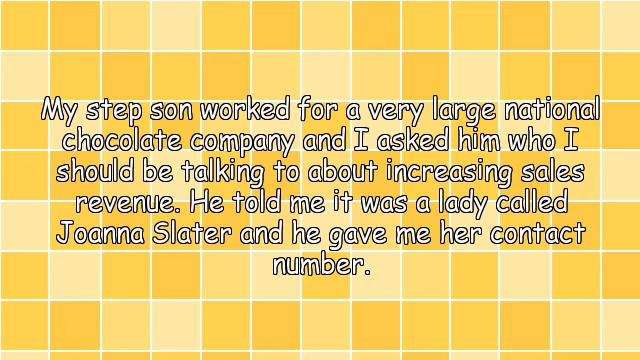 My step son worked for a very large national
chocolate company and I asked him who I
should be talking to about increasing sales
revenue. He told me it was a lady called
Joanna Slater and he gave me her contact
number.